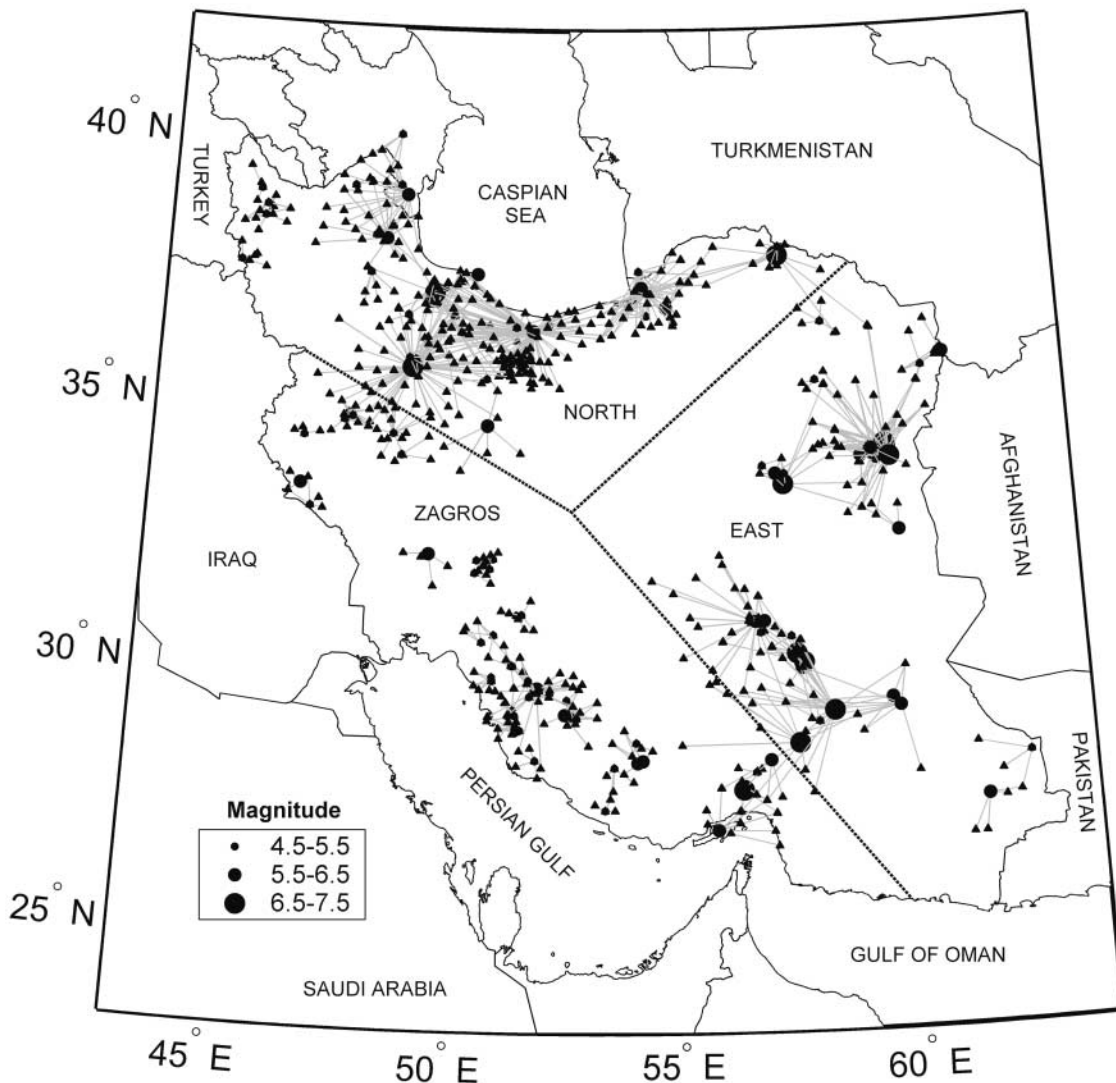 40° N
TURKEY
TURKMENISTAN
CASPIAN
SEA
35° N
NORTH
AFGHANISTAN
ZAGROS
EAST
IRAQ
30° N
PERSIAN GULF
PAKISTAN
Magnitude
4.5-5.5
5.5-6.5
6.5-7.5
25° N
GULF OF OMAN
SAUDI ARABIA
45° E
50° E
55° E
60° E